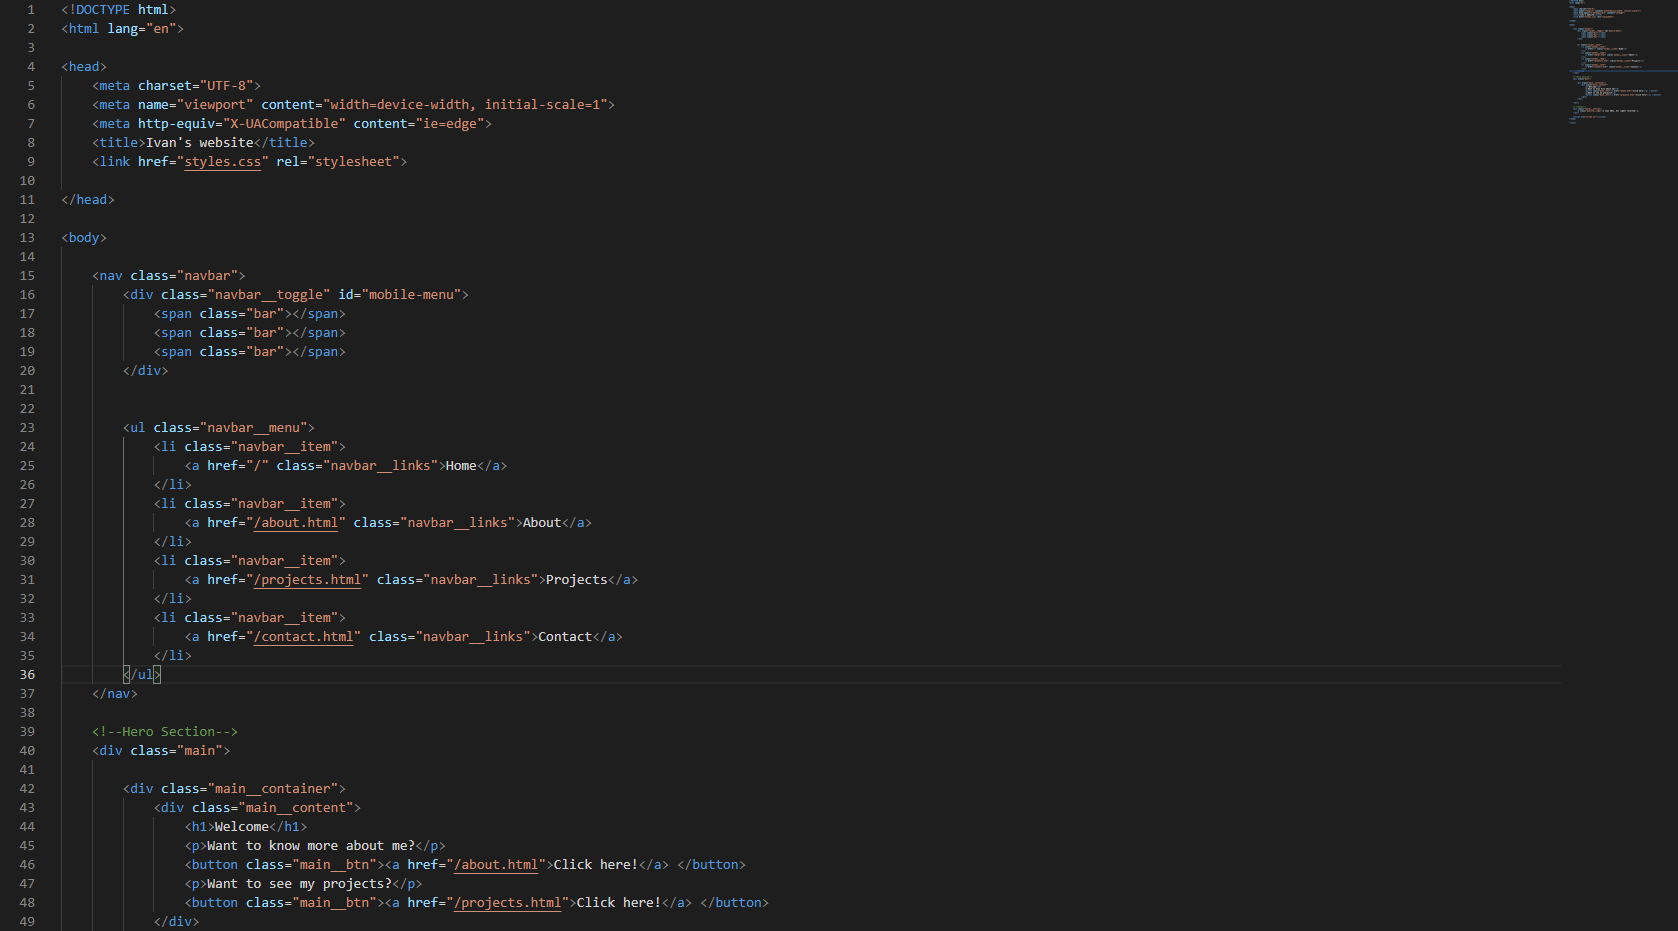 1 <!DOCTYPE html>
2 <html lang="en">
3
4 <head>
5 <meta charset="UTF-8">
6 <meta name="viewport" content="width=device-width, initial-scale=1">
7 <meta http-equiv="X-UACompatible" content="ie=edge">
8 <title>Ivan's website</title>
9 <link href="styles.css" rel="stylesheet">
10
11 </head>
12
13 <body>
14
15 <nav class="navbar">
16 <div class="navbar__toggle" id="mobile-menu">
17 <span class="bar"></span>
18 <span class="bar"></span>
19 <span class="bar"></span>
20 </div>
21
22
23 <ul class="navbar__menu">
24 <li class="navbar__item">
25 <a href="/" class="navbar__links">Home</a>
26 </li>
27 <li class="navbar__item">
28 <a href="/about.html" class="navbar__links">About</a>
29 </li>
30 <li class="navbar__item">
31 <a href="/projects.html" class="navbar__links">Projects</a>
32 </li>
33 <li class="navbar__item">
34 <a href="/contact.html" class="navbar__links">Contact</a>
35 </li>
36 </ul>
37 </nav>
38
39 <!--Hero Section-->
40 <div class="main">
41
42 <div class="main__container">
43 <div class="main__content">
44 <h1>Welcome</h1>
45 <p>Want to know more about me?</p>
46 <button class="main__btn"><a href="/about.html">Click here!</a> </button>
47 <p>Want to see my projects?</p>
48 <button class="main__btn"><a href="/projects.html">Click here!</a> </button>
49 </div>